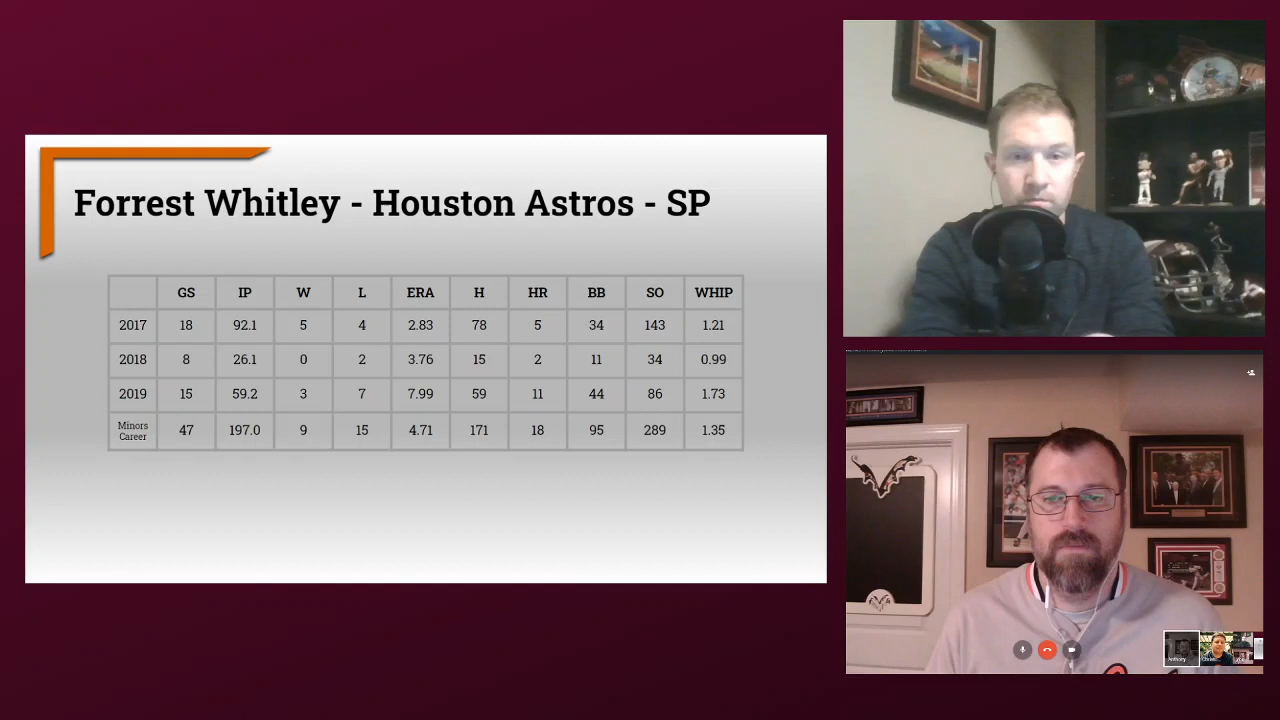 Forrest Whitley - Houston Astros - SP
GS IP W L ERA H HR BB SO WHIP
2017 18 92.1 5 4 2.83 78 5 34 143 1.21
2018 8 26.1 0 2 3.76 15 2 11 34 0.99
2019 15 59.2 3 7 7.99 59 11 44 86 1.73
Minors
Career 47 197.0 9 15 4.71 171 18 95 289 1.35
Anthony